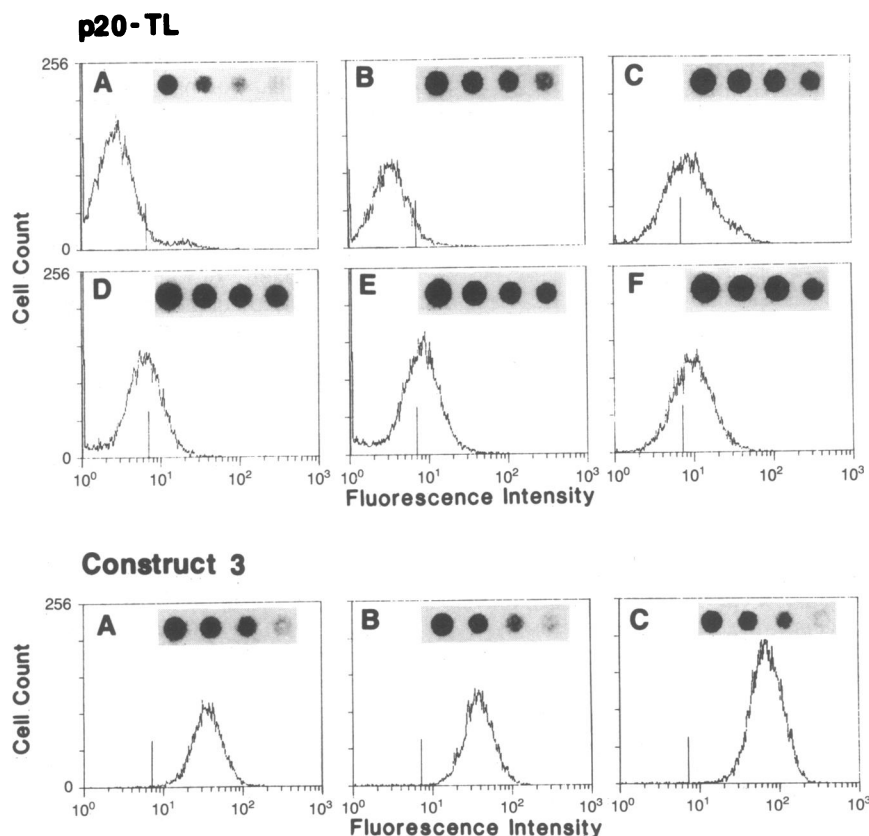 p20-TL
256
A
B
C
0
256
D
E
F
0
Cell Count
10⁰ 10¹ 10² 10³
10⁰ 10¹ 10² 10³
10⁰ 10¹ 10² 10³
Fluorescence Intensity
Construct 3
256
A
B
C
0
Cell Count
10⁰ 10¹ 10² 10³
10⁰ 10¹ 10² 10³
10⁰ 10¹ 10² 10³
Fluorescence Intensity